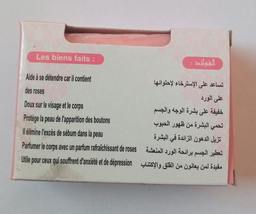 Les biens faits :
الفوائد :
Aide à se détendre car il contient
des roses
Doux sur le visage et le corps
Protège la peau de l'apparition des boutons
Il élimine l'excès de sébum dans la peau
Parfumer le corps avec un parfum rafraîchissant de roses
Utile pour ceux qui souffrent d'anxiété et de dépression
تساعد على الإسترخاء لإحتوائها
على الورد
خفيفة على بشرة الوجه والجسم
تحمي البشرة من ظهور الحبوب
تزيل الدهون الزائدة في البشرة
تعطير الجسم برائحة الورد المنعشة
مفيدة لمن يعانون من القلق والإكتئاب